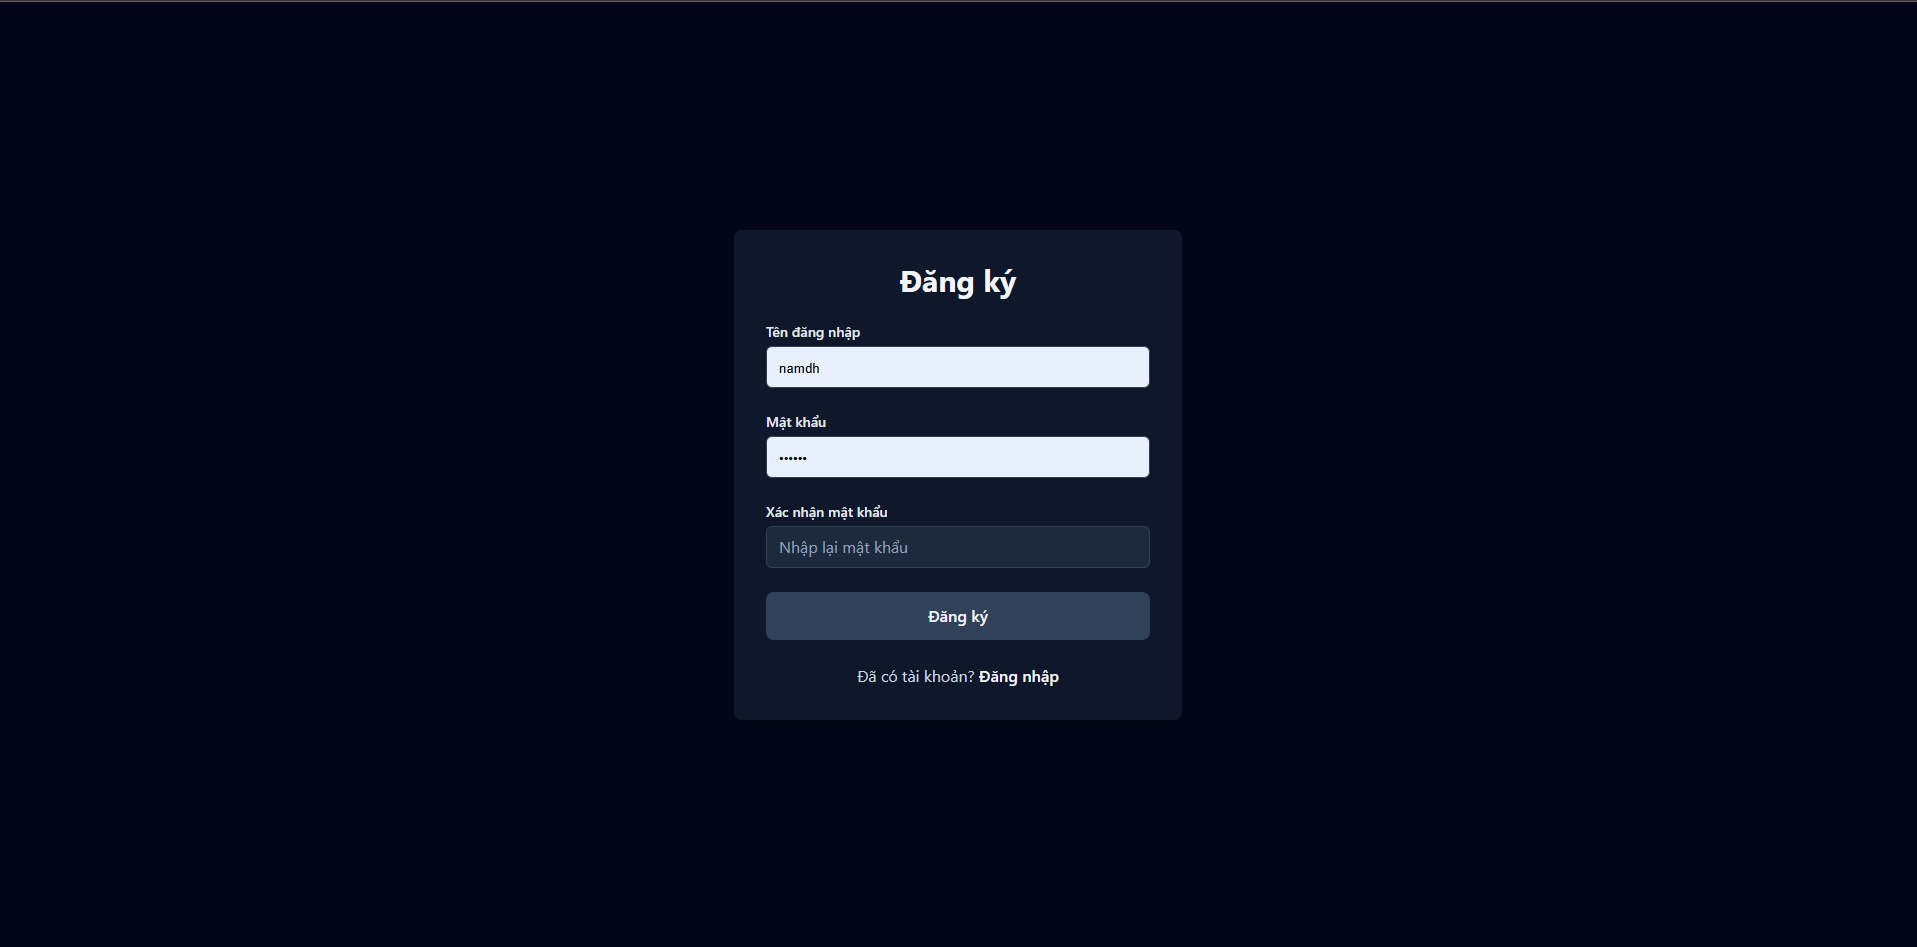 Đăng ký
Tên đăng nhập
namdh
Mật khẩu
••••••
Xác nhận mật khẩu
Nhập lại mật khẩu
Đăng ký
Đã có tài khoản? Đăng nhập